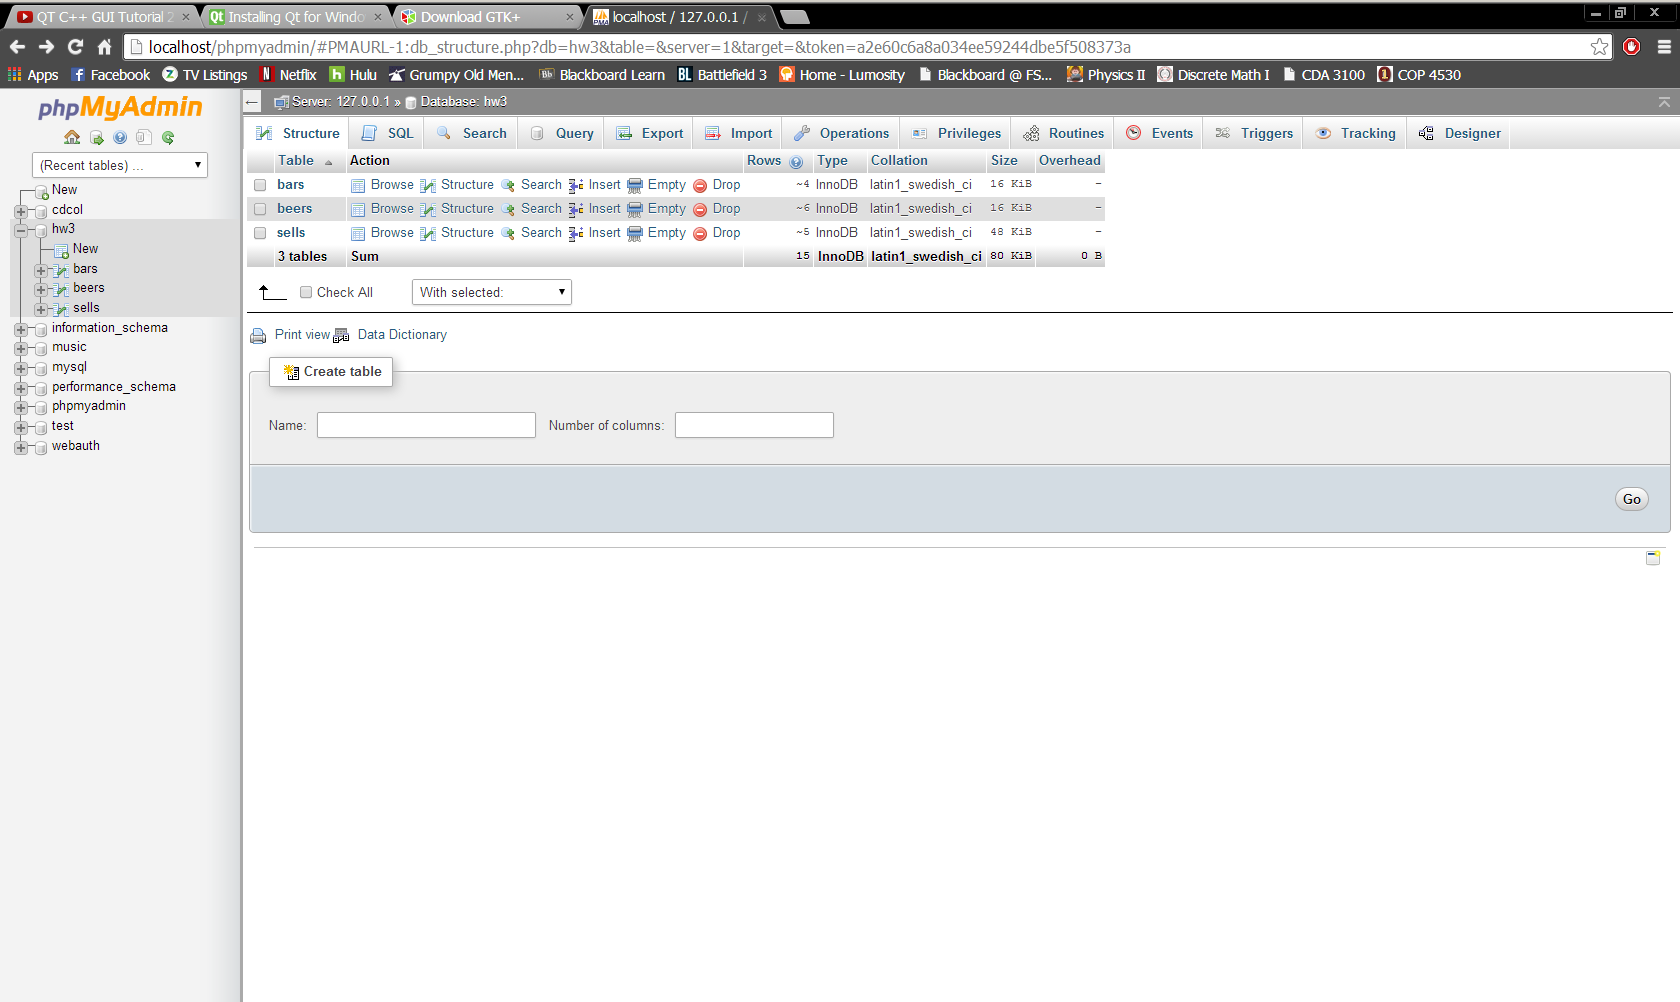 QT C++ GUI Tutorial 2
Installing Qt for Windo
Download GTK+
localhost / 127.0.0.1 /
localhost/phpmyadmin/#PMAURL-1:db_structure.php?db=hw3&table=&server=1&target=&token=a2e60c6a8a034ee59244dbe5f508373a
Apps Facebook TV Listings Netflix Hulu Grumpy Old Men... Bb Blackboard Learn BL Battlefield 3 Home - Lumosity Blackboard @ FS... Physics II Discrete Math I CDA 3100 COP 4530
phpMyAdmin
(Recent tables) ...
New
cdcol
hw3
New
bars
beers
sells
information_schema
music
mysql
performance_schema
phpmyadmin
test
webauth
Server: 127.0.0.1 » Database: hw3
Structure SQL Search Query Export Import Operations Privileges Routines Events Triggers Tracking Designer
Table Action Rows Type Collation Size Overhead
bars Browse Structure Search Insert Empty Drop ~4 InnoDB latin1_swedish_ci 16 KiB -
beers Browse Structure Search Insert Empty Drop ~6 InnoDB latin1_swedish_ci 16 KiB -
sells Browse Structure Search Insert Empty Drop ~5 InnoDB latin1_swedish_ci 48 KiB -
3 tables Sum 15 InnoDB latin1_swedish_ci 80 KiB 0 B
Check All With selected:
Print view Data Dictionary
Create table
Name: Number of columns:
Go